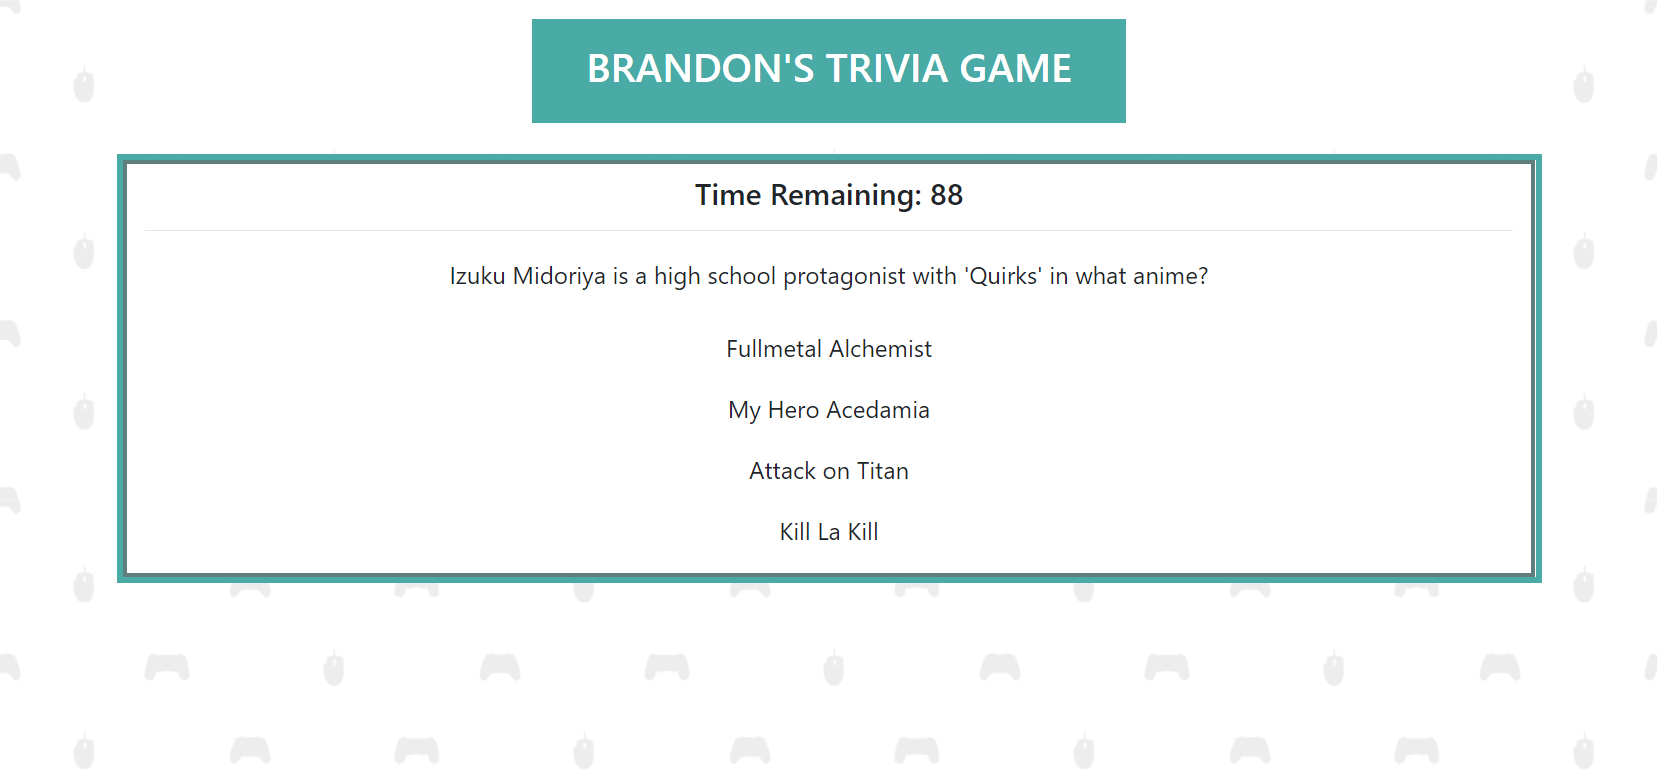 BRANDON'S TRIVIA GAME
Time Remaining: 88
Izuku Midoriya is a high school protagonist with 'Quirks' in what anime?
Fullmetal Alchemist
My Hero Acedamia
Attack on Titan
Kill La Kill